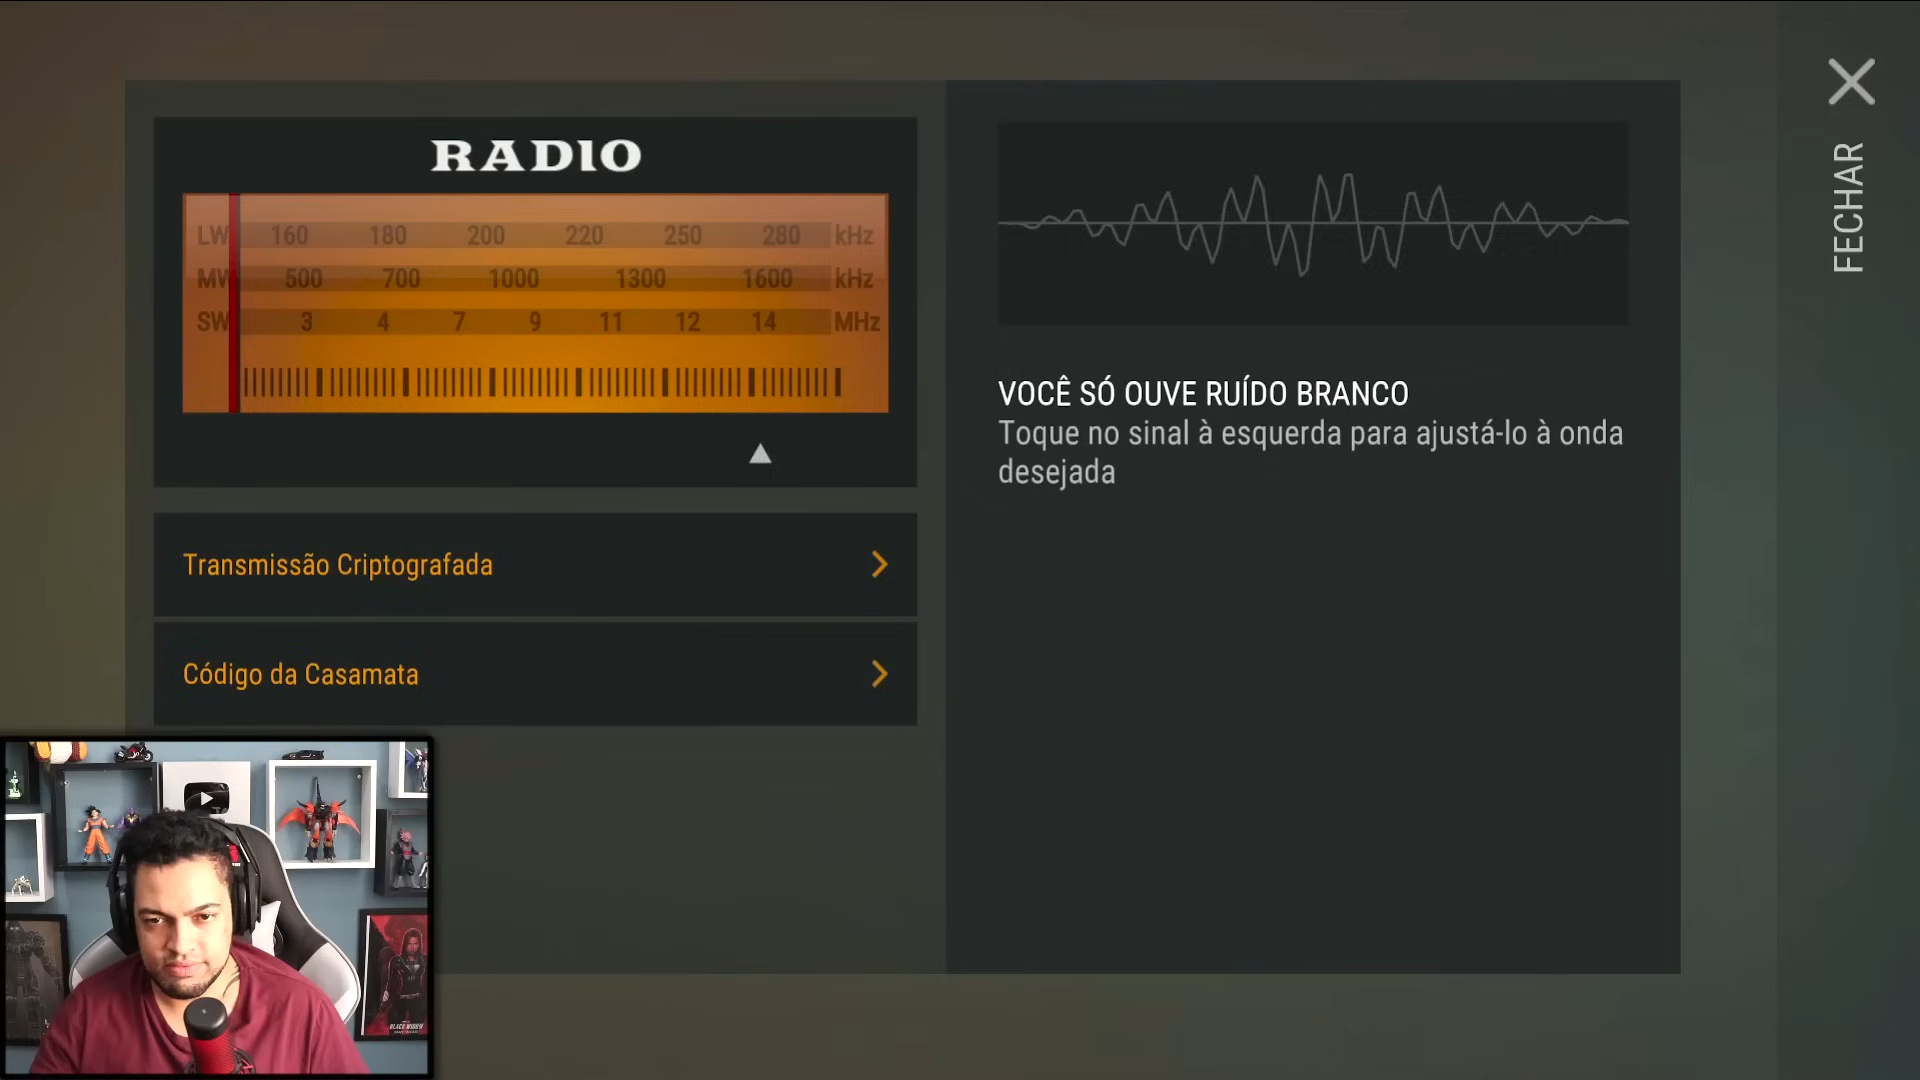 RADIO
LW 160 180 200 220 250 280 kHz
MW 500 700 1000 1300 1600 kHz
SW 3 4 7 9 11 12 14 MHz
Transmissão Criptografada
Código da Casamata
VOCÊ SÓ OUVE RUÍDO BRANCO
Toque no sinal à esquerda para ajustá-lo à onda
desejada
FECHAR
BLACK WIDOW